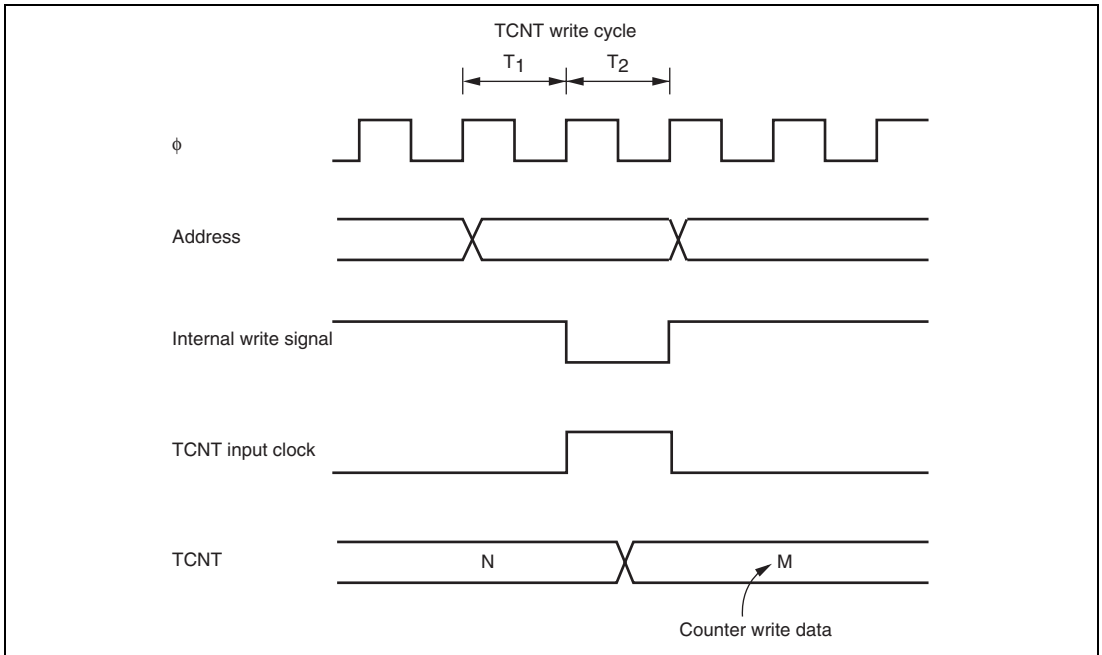 TCNT write cycle
T1 T2
ϕ
Address
Internal write signal
TCNT input clock
TCNT N M
Counter write data